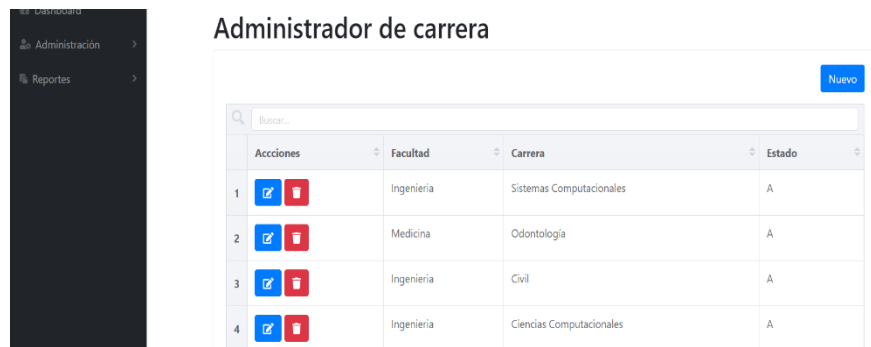 Dashboard
Administración
Reportes
Administrador de carrera
Nuevo
Buscar...
Accciones Facultad Carrera Estado
1 Ingenieria Sistemas Computacionales A
2 Medicina Odontología A
3 Ingenieria Civil A
4 Ingenieria Ciencias Computacionales A